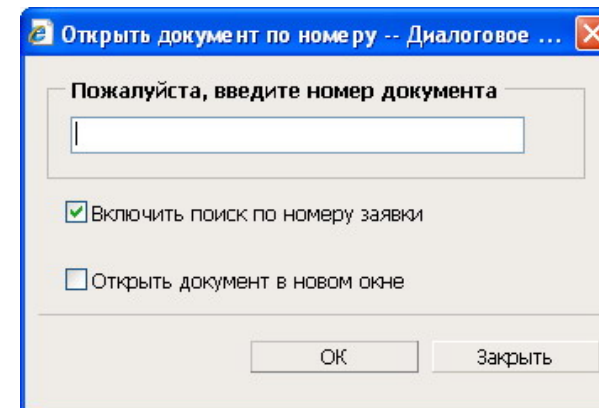 Открыть документ по номеру -- Диалоговое ...
Пожалуйста, введите номер документа
Включить поиск по номеру заявки
Открыть документ в новом окне
ОК Закрыть